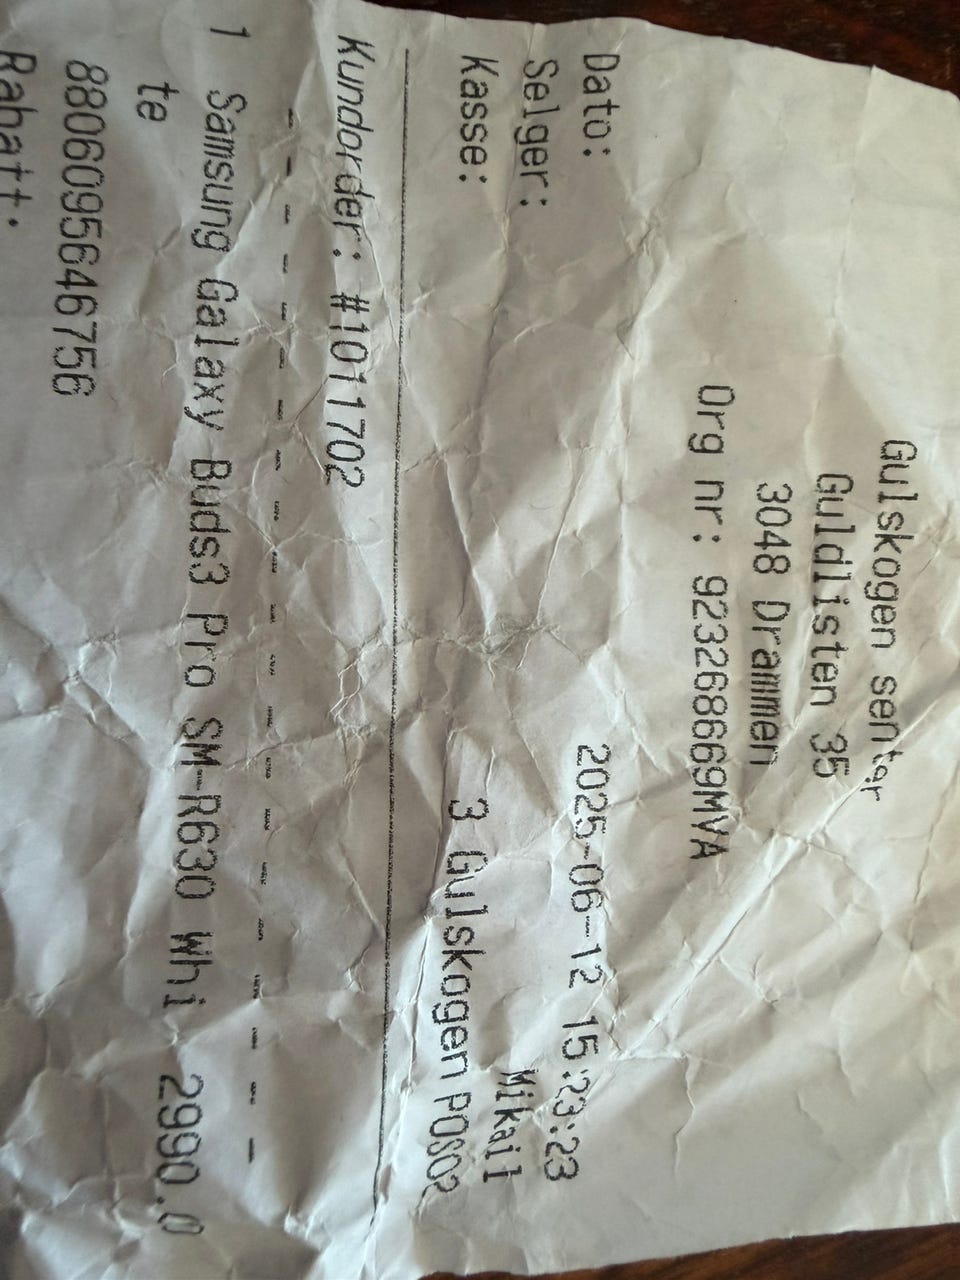 Gulskogen senter
Guldlisten 35
3048 Drammen
Org nr: 923268669MVA
Dato: 2025-06-12 15:23:23
Selger: Mikail
Kasse: 3 Gulskogen POS02
Kundorder: #1011702
1 Samsung Galaxy Buds3 Pro SM-R630 Whi 2990.0
te
8806095646756
Rabatt: